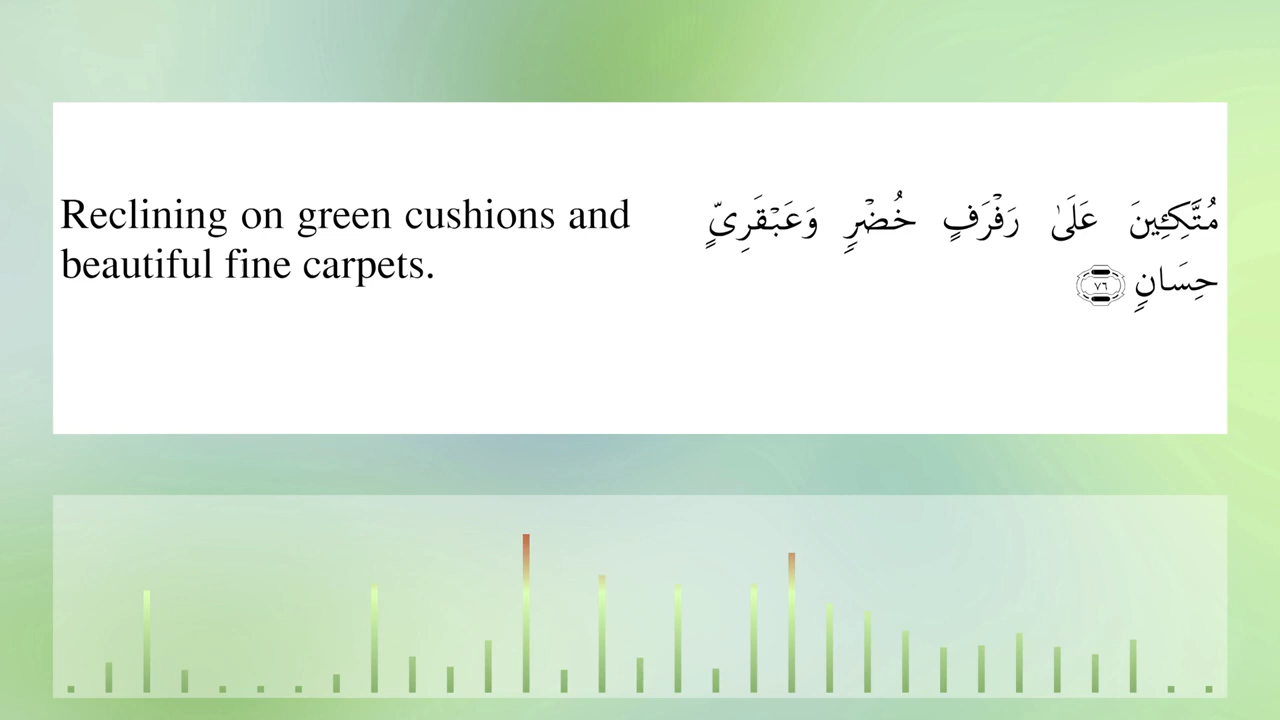 Reclining on green cushions and
beautiful fine carpets.
مُتَّكِـِٔينَ عَلَىٰ رَفْرَفٍ خُضْرٍ وَعَبْقَرِىٍّ
حِسَانٍ ٧٦